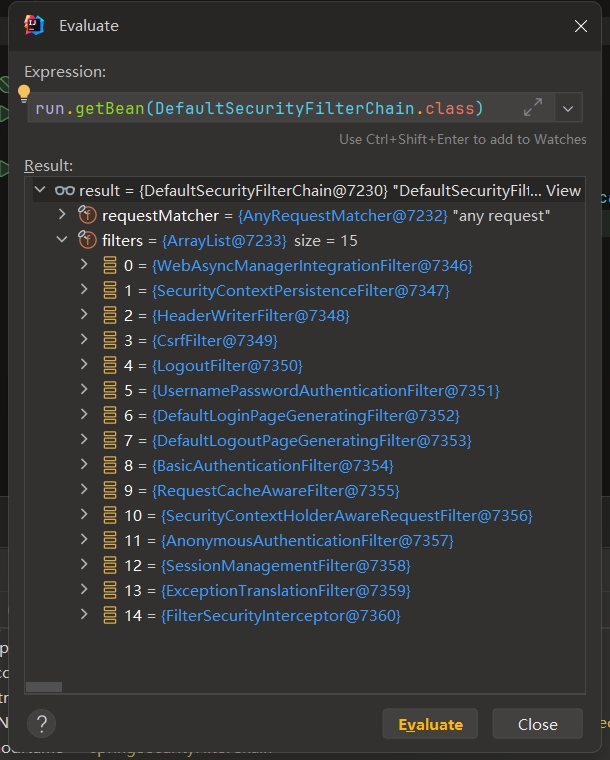 Evaluate
Expression:
run.getBean(DefaultSecurityFilterChain.class)
Use Ctrl+Shift+Enter to add to Watches
Result:
result = {DefaultSecurityFilterChain@7230} "DefaultSecurityFilt... View
requestMatcher = {AnyRequestMatcher@7232} "any request"
filters = {ArrayList@7233} size = 15
0 = {WebAsyncManagerIntegrationFilter@7346}
1 = {SecurityContextPersistenceFilter@7347}
2 = {HeaderWriterFilter@7348}
3 = {CsrfFilter@7349}
4 = {LogoutFilter@7350}
5 = {UsernamePasswordAuthenticationFilter@7351}
6 = {DefaultLoginPageGeneratingFilter@7352}
7 = {DefaultLogoutPageGeneratingFilter@7353}
8 = {BasicAuthenticationFilter@7354}
9 = {RequestCacheAwareFilter@7355}
10 = {SecurityContextHolderAwareRequestFilter@7356}
11 = {AnonymousAuthenticationFilter@7357}
12 = {SessionManagementFilter@7358}
13 = {ExceptionTranslationFilter@7359}
14 = {FilterSecurityInterceptor@7360}
? Evaluate Close